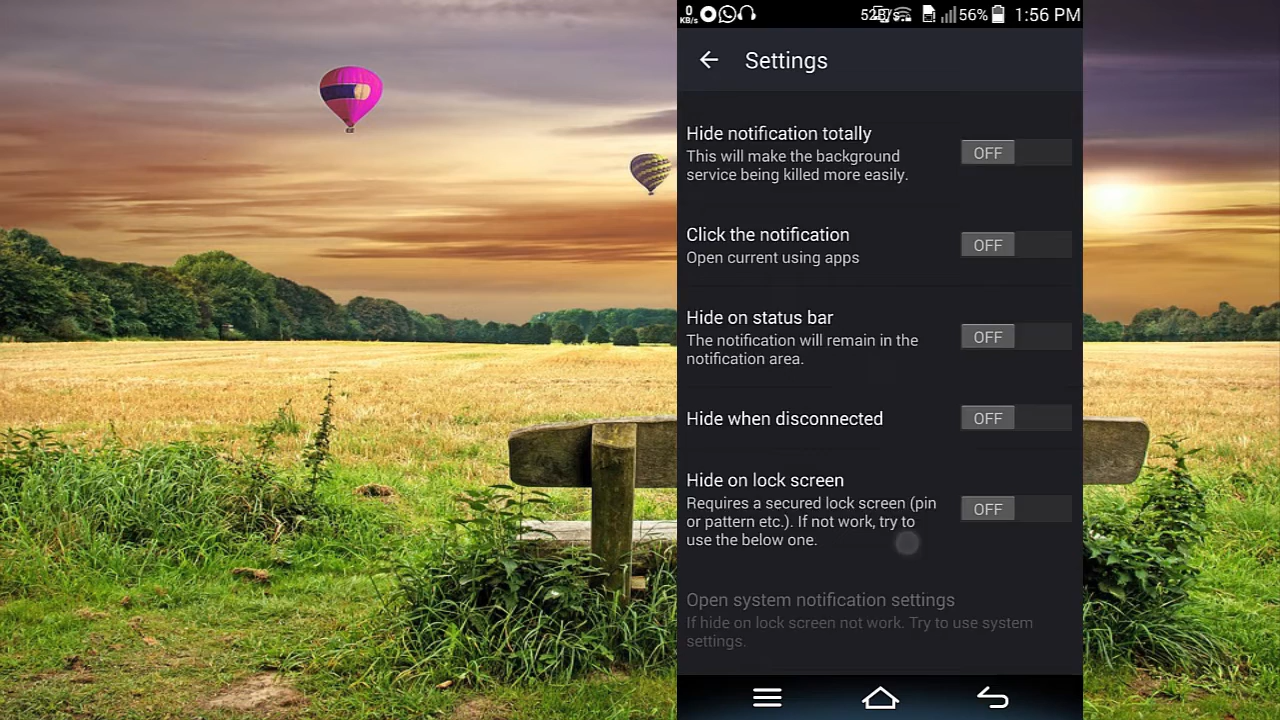 0
KB/s
56%
1:56 PM
Settings
Hide notification totally
This will make the background
service being killed more easily.
OFF
Click the notification
Open current using apps
OFF
Hide on status bar
The notification will remain in the
notification area.
OFF
Hide when disconnected
OFF
Hide on lock screen
Requires a secured lock screen (pin
or pattern etc.). If not work, try to
use the below one.
OFF
Open system notification settings
If hide on lock screen not work. Try to use system
settings.